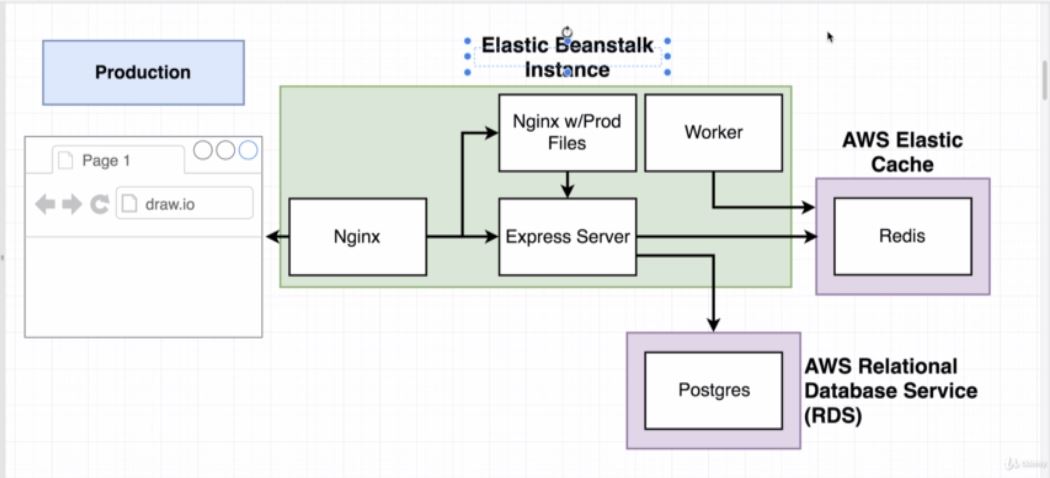 Production
Elastic Beanstalk
Instance
Page 1
draw.io
Nginx
Nginx w/Prod
Files
Worker
Express Server
AWS Elastic
Cache
Redis
Postgres
AWS Relational
Database Service
(RDS)